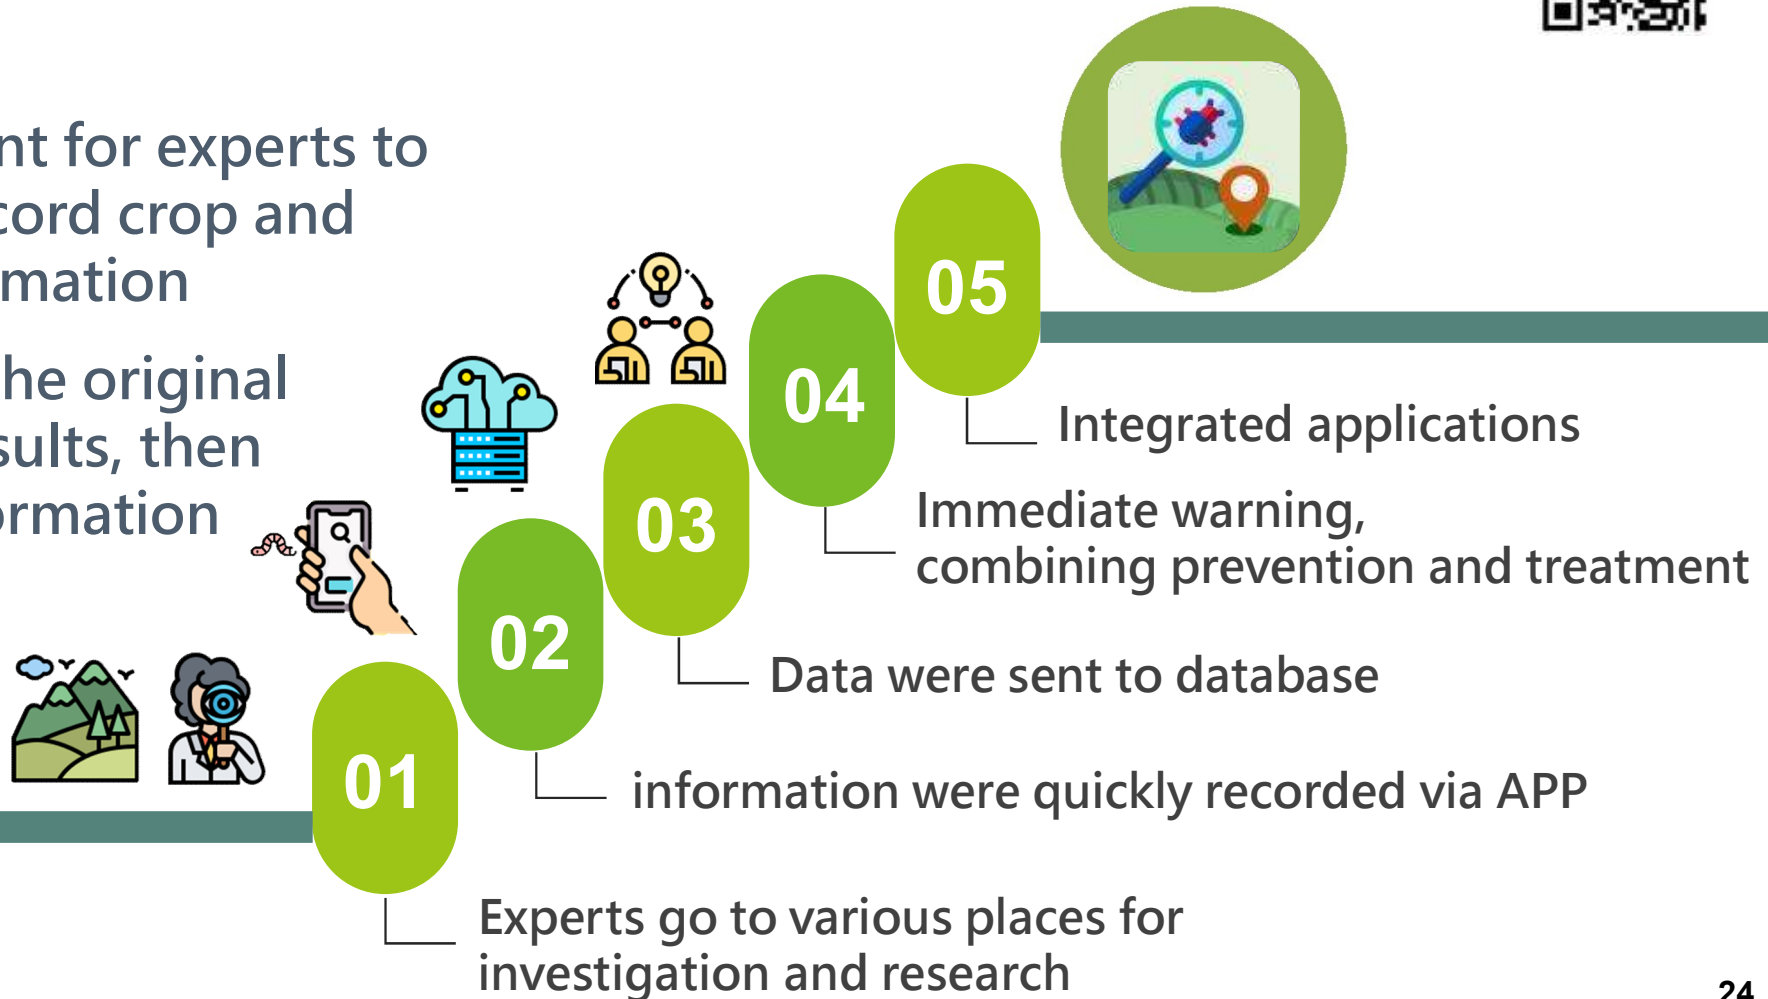 nt for experts to
cord crop and
mation
he original
sults, then
ormation
05
Integrated applications
04
Immediate warning,
combining prevention and treatment
03
Data were sent to database
02
information were quickly recorded via APP
01
Experts go to various places for
investigation and research
24